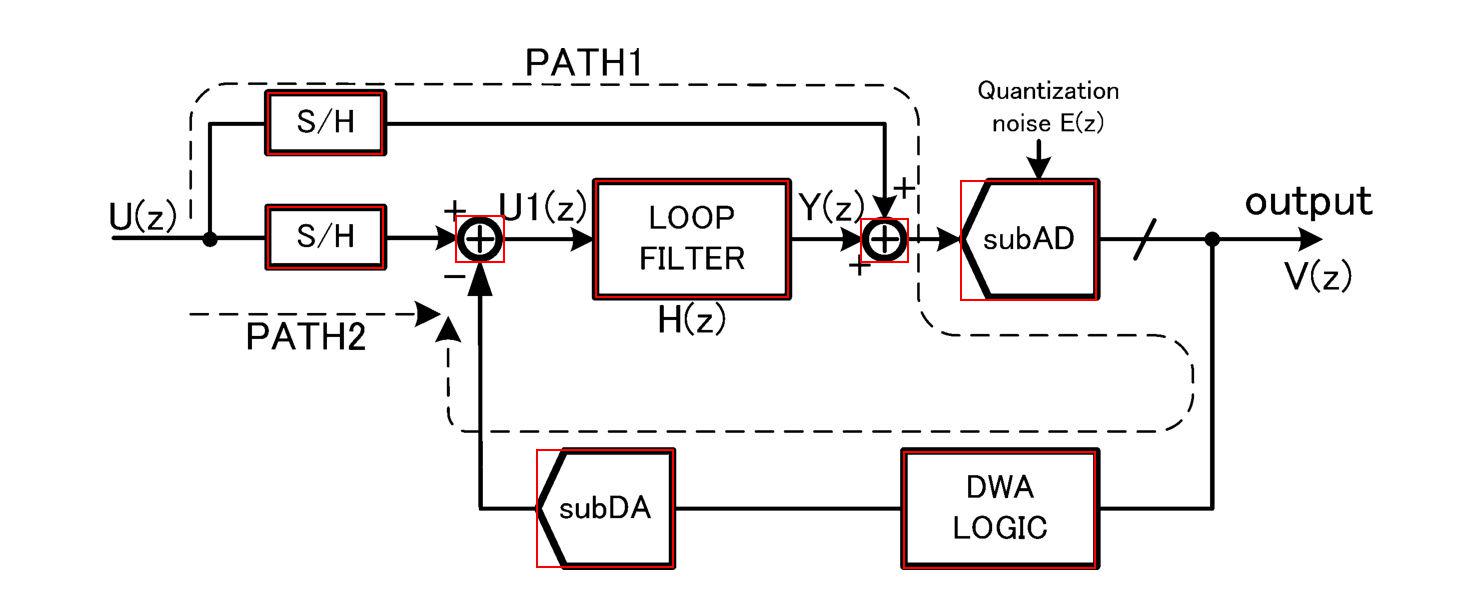 PATH1
Quantization
noise E(z)
S/H
U(z)
S/H
+
-
U1(z)
LOOP
FILTER
H(z)
Y(z)
+
+
subAD
output
V(z)
PATH2
subDA
DWA
LOGIC